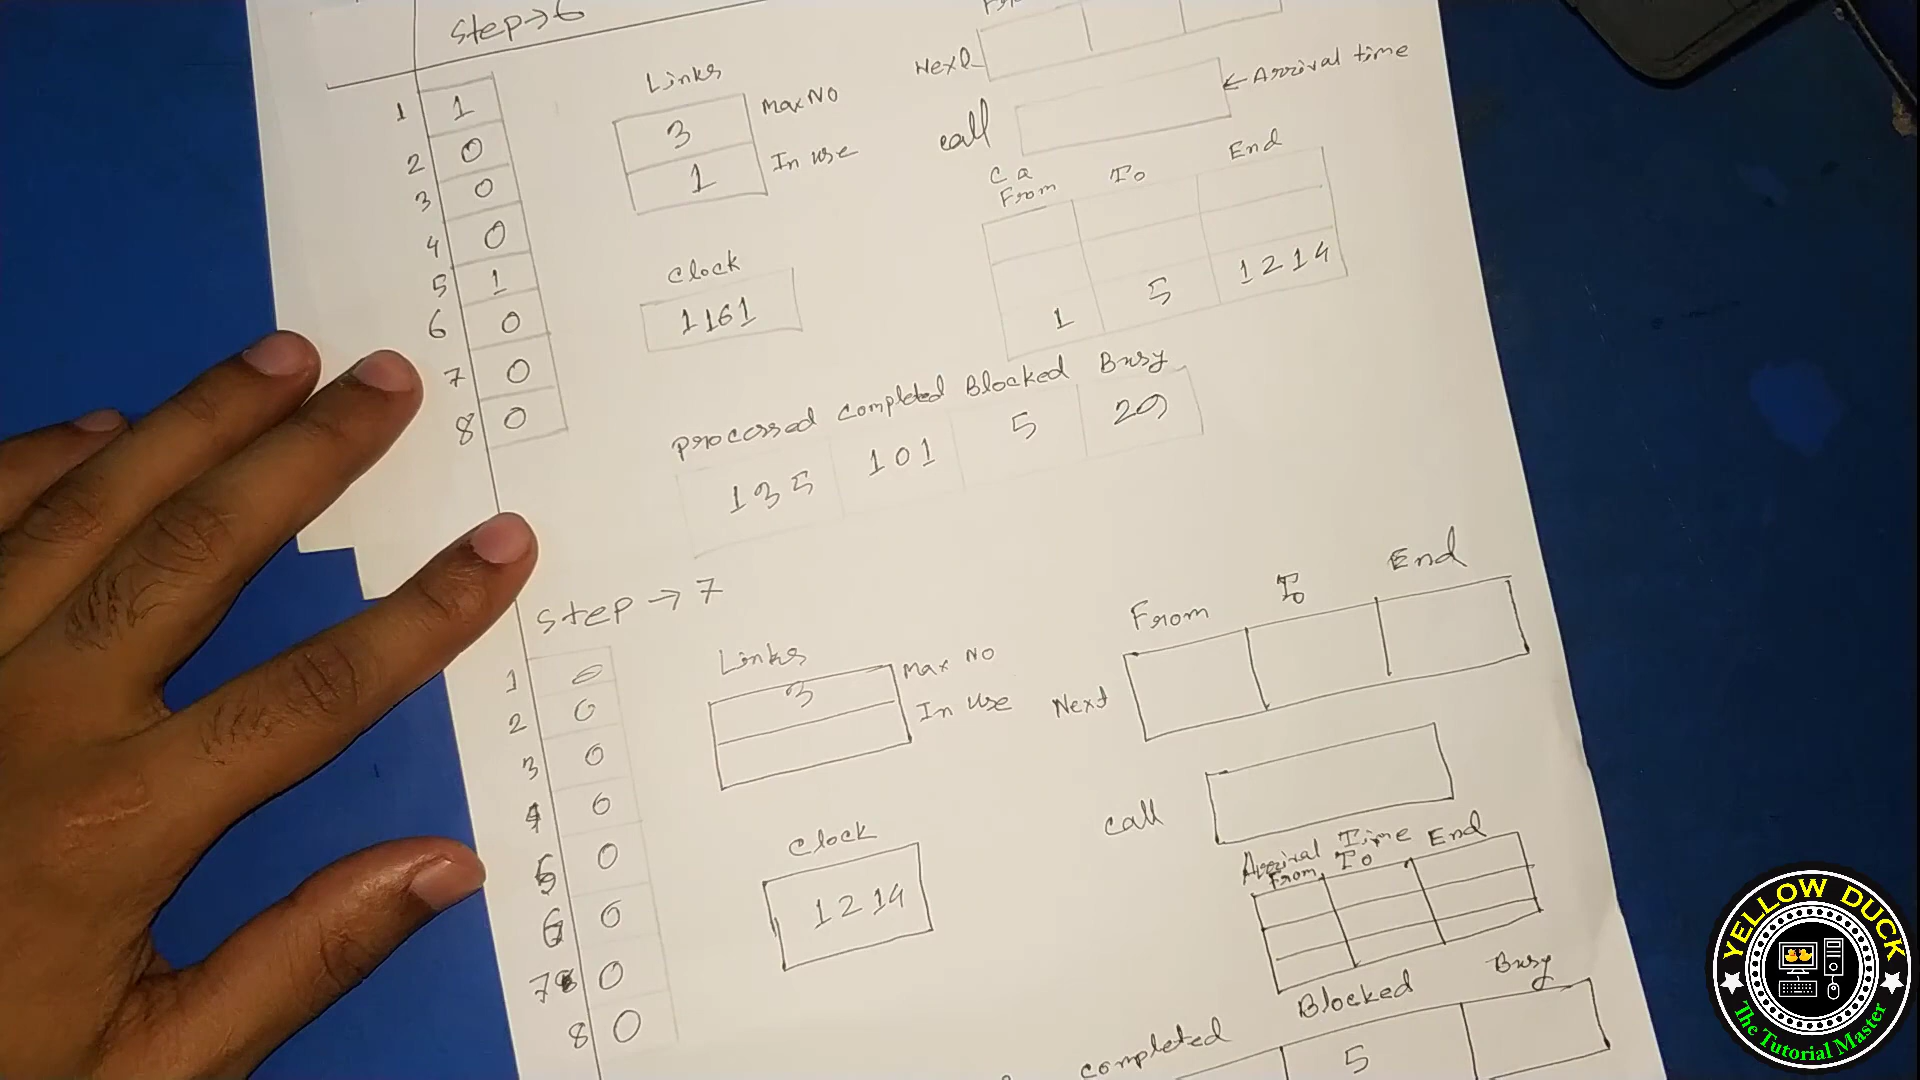 Step → 6
1 1
2 0
3 0
4 0
5 1
6 0
7 0
8 0
Links
3 Max No
1 In use
Clock
1161
Next
call ← Arrival time
Ca
From To End
1 5 1214
Processed Completed Blocked Busy
135 101 5 29
Step → 7
1 0
2 0
3 0
4 0
5 0
6 0
7 0
8 0
Links
3 Max No
In use
Clock
1214
From To End
Next
call
Arrival Time
From To End
completed Blocked Busy
5
YELLOW DUCK
The Tutorial Master